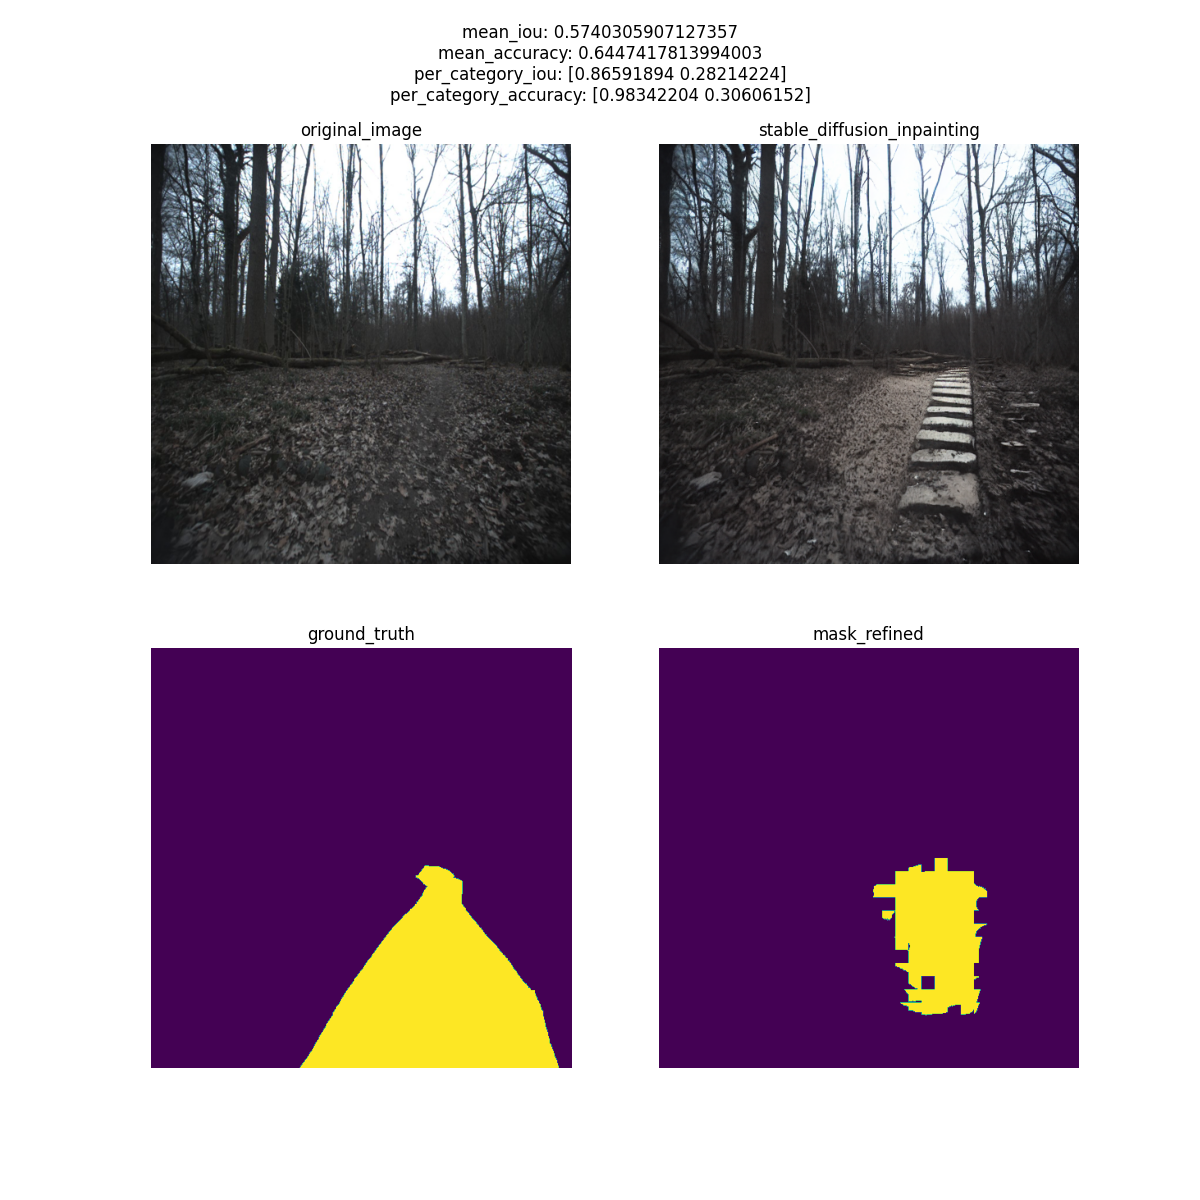 mean_iou: 0.5740305907127357
mean_accuracy: 0.6447417813994003
per_category_iou: [0.86591894 0.28214224]
per_category_accuracy: [0.98342204 0.30606152]
original_image
stable_diffusion_inpainting
ground_truth
mask_refined